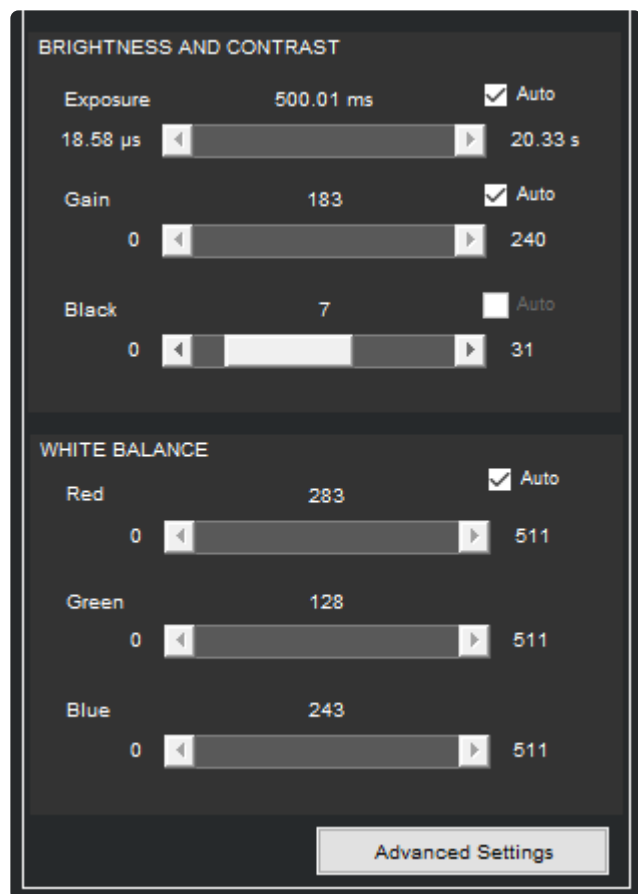 BRIGHTNESS AND CONTRAST
Exposure 500.01 ms Auto
18.58 µs 20.33 s
Gain 183 Auto
0 240
Black 7 Auto
0 31
WHITE BALANCE
Auto
Red 283
0 511
Green 128
0 511
Blue 243
0 511
Advanced Settings